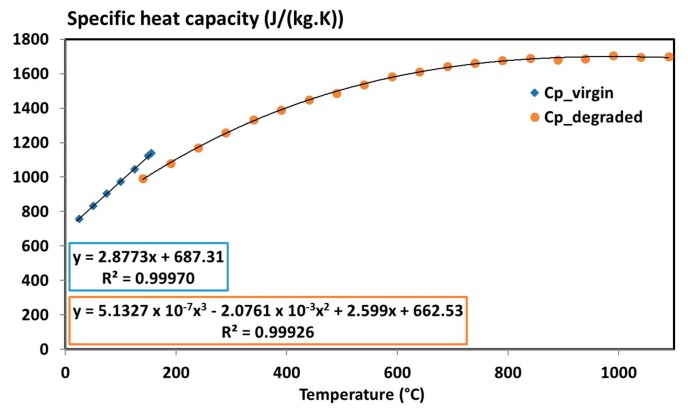 Specific heat capacity (J/(kg.K))
1800
1600
1400
1200
1000
800
600
400
200
0
Cp_virgin
Cp_degraded
y = 2.8773x + 687.31
R² = 0.99970
y = 5.1327 x 10⁻⁷x³ - 2.0761 x 10⁻³x² + 2.599x + 662.53
R² = 0.99926
0 200 400 600 800 1000
Temperature (°C)